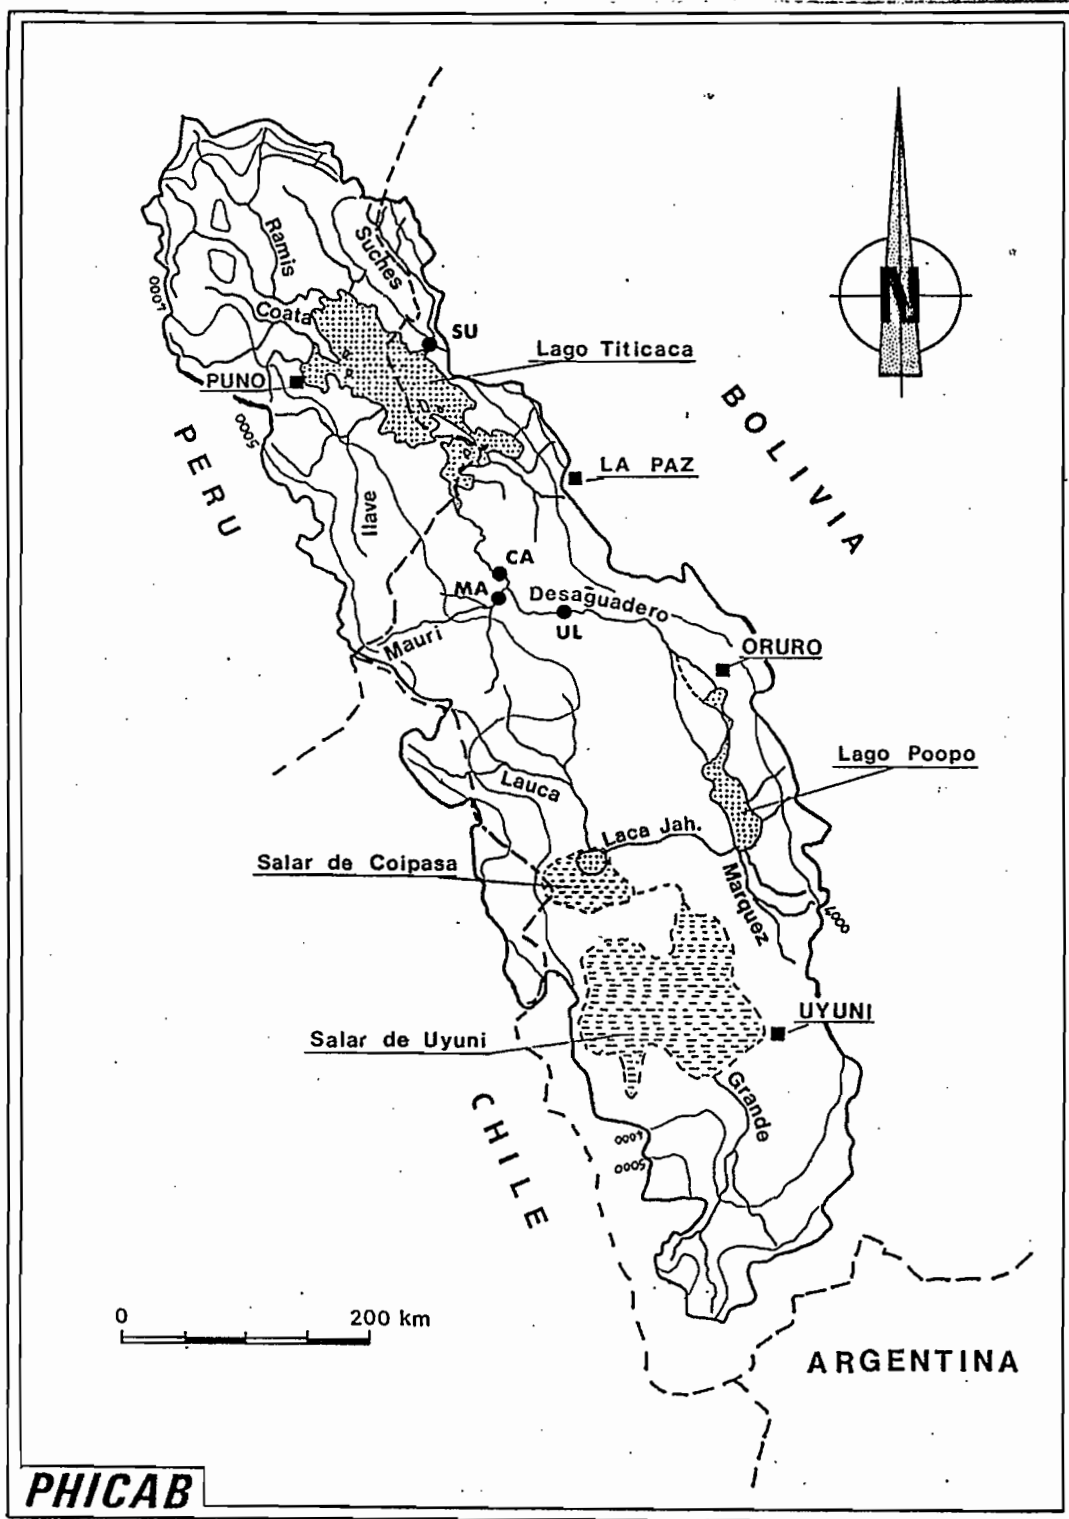 Ramis
Suches
4000
Coata
SU
Lago Titicaca
PUNO
N
5000
PERU
BOLIVIA
LA PAZ
Ilave
CA
MA
Desaguadero
UL
Mauri
ORURO
Lago Poopo
Lauca
Laca Jah.
Salar de Coipasa
Marquez
4000
UYUNI
Salar de Uyuni
Grande
CHILE
4000
5000
0
200 km
ARGENTINA
PHICAB